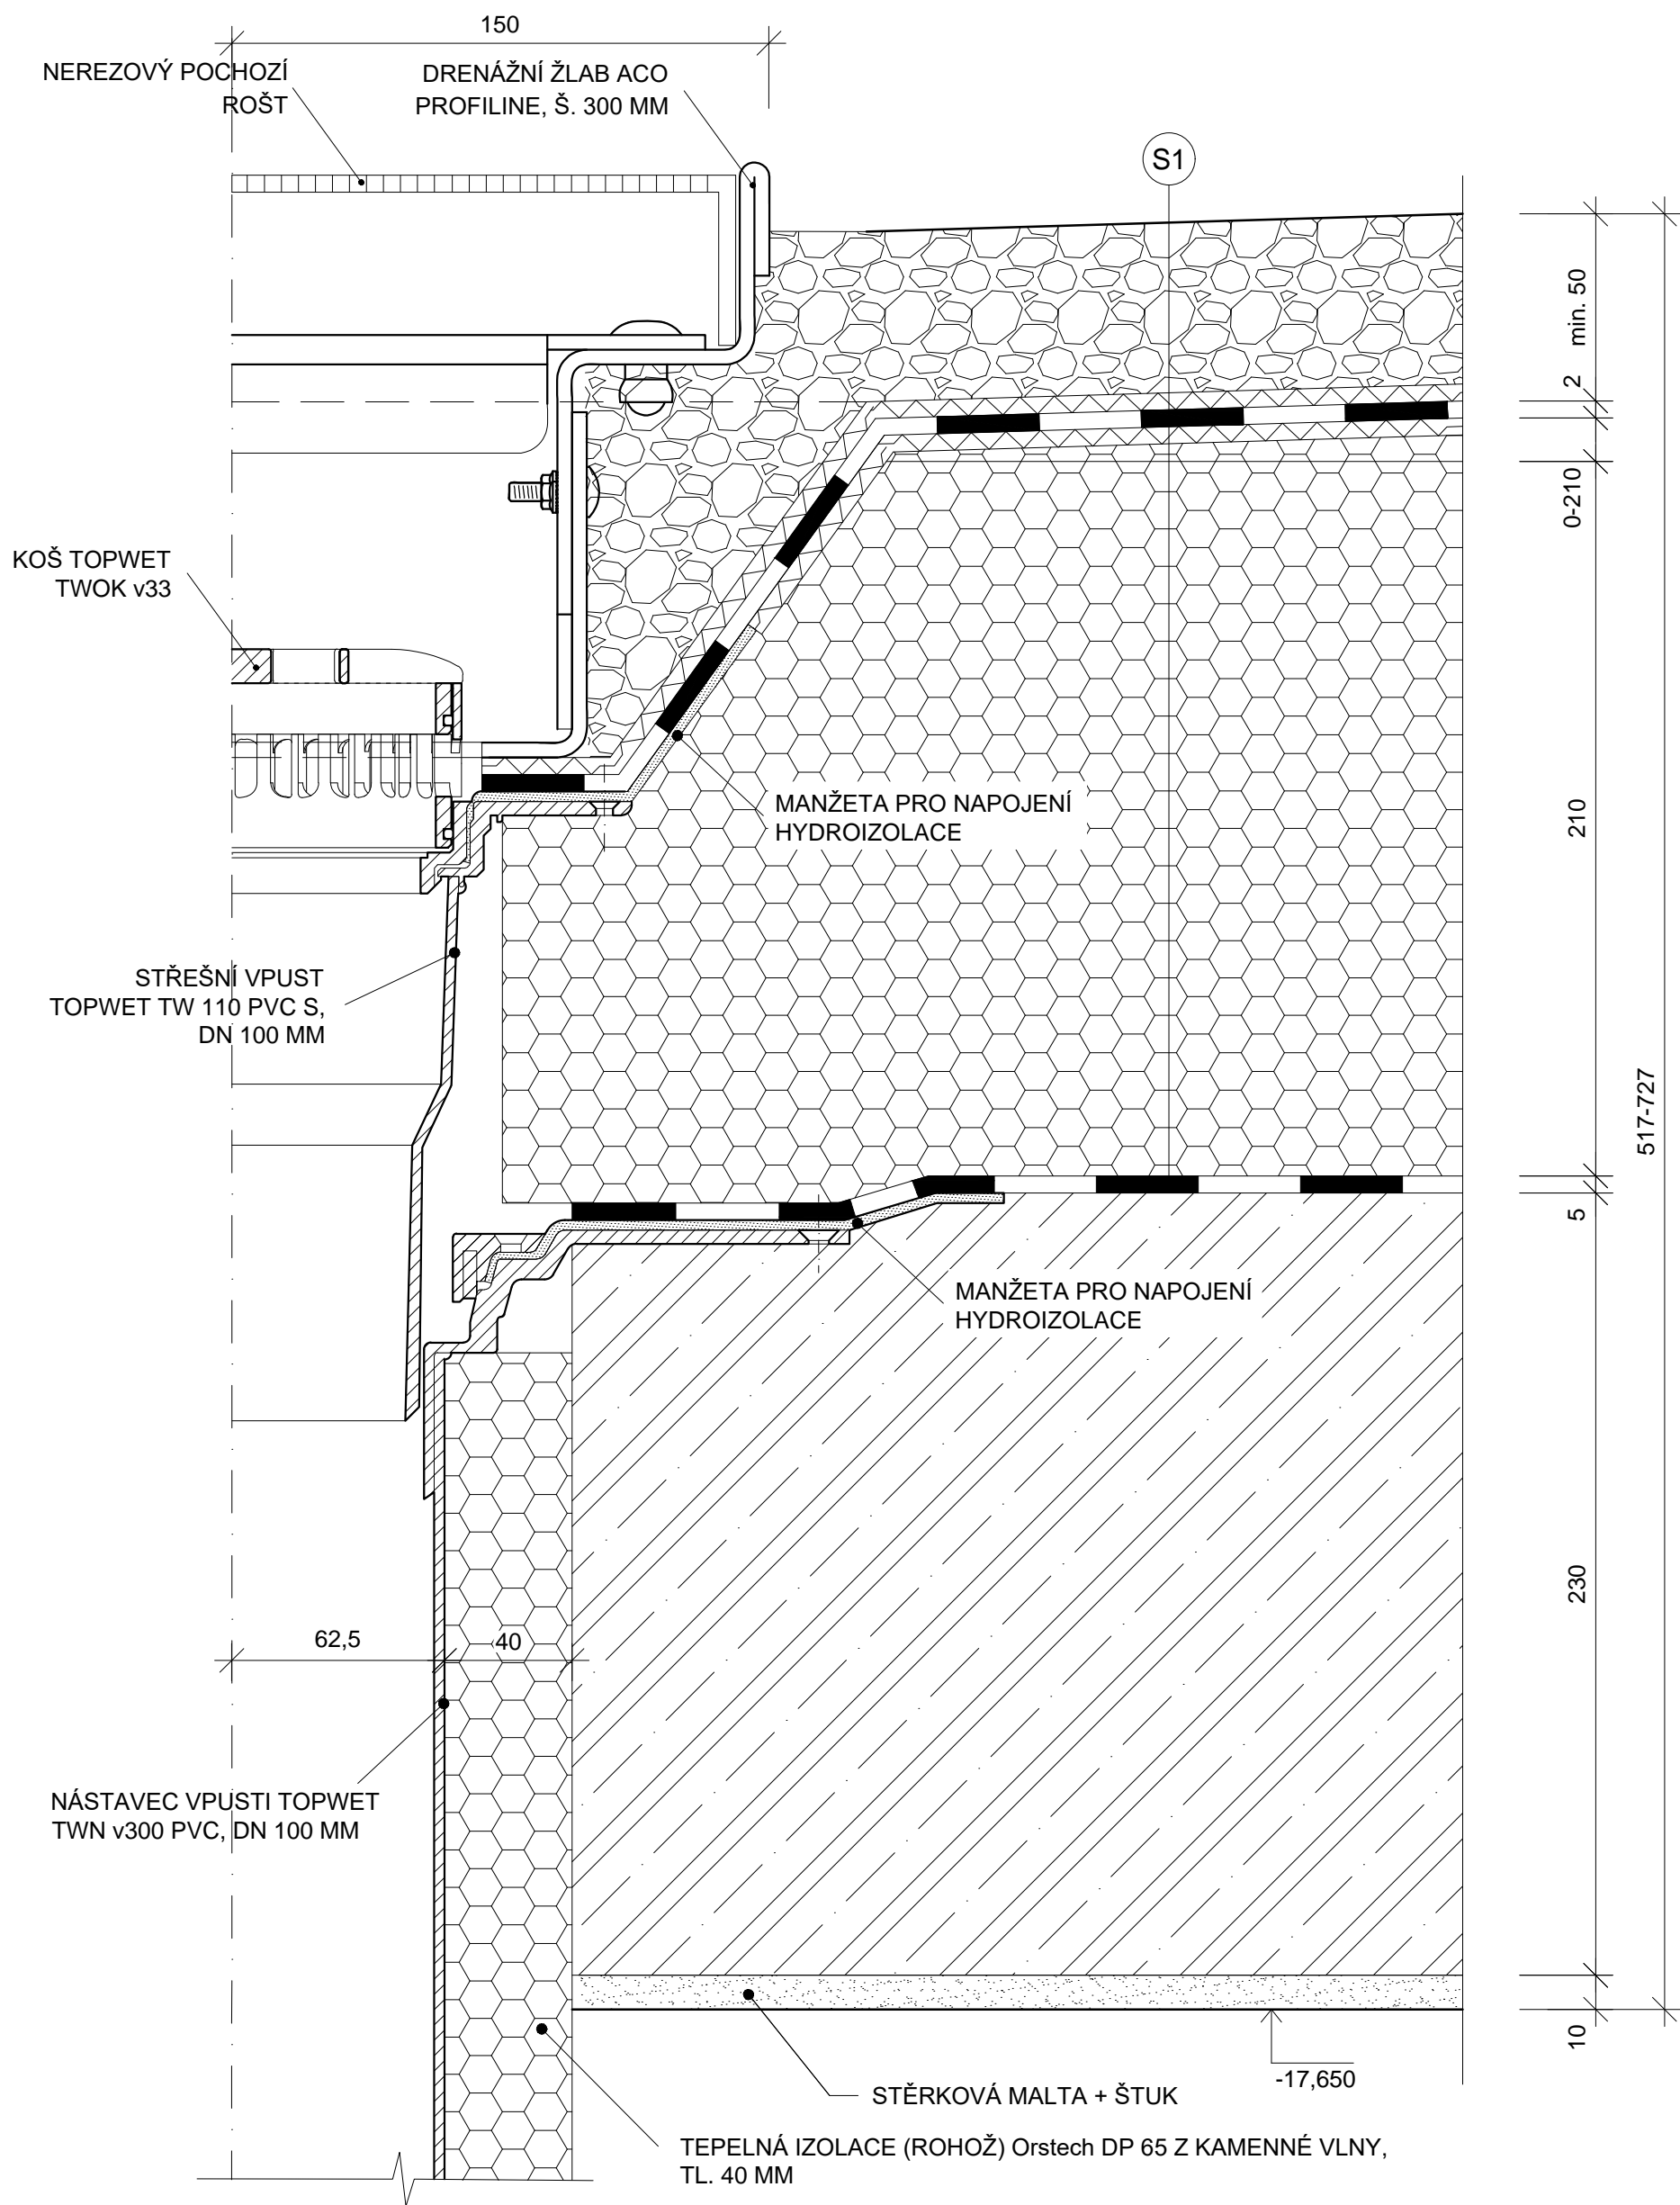 150
NEREZOVÝ POCHOZÍ
ROŠT
DRENÁŽNÍ ŽLAB ACO
PROFILINE, Š. 300 MM
S1
min. 50
2
0-210
KOŠ TOPWET
TWOK v33
MANŽETA PRO NAPOJENÍ
HYDROIZOLACE
210
STŘEŠNÍ VPUST
TOPWET TW 110 PVC S,
DN 100 MM
517-727
5
MANŽETA PRO NAPOJENÍ
HYDROIZOLACE
230
62,5
40
NÁSTAVEC VPUSTI TOPWET
TWN v300 PVC, DN 100 MM
10
-17,650
STĚRKOVÁ MALTA + ŠTUK
TEPELNÁ IZOLACE (ROHOŽ) Orstech DP 65 Z KAMENNÉ VLNY,
TL. 40 MM